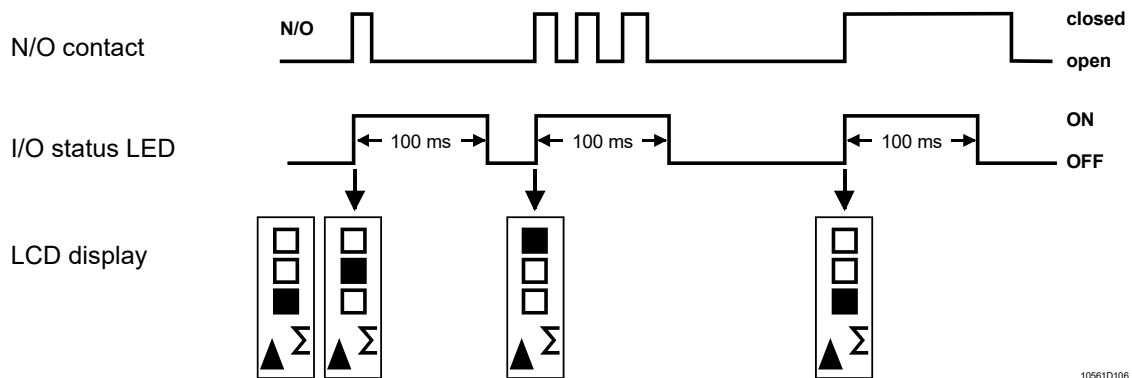 N/O contact
N/O
closed
open
I/O status LED
100 ms
100 ms
100 ms
ON
OFF
LCD display
Σ
Σ
Σ
Σ
10561D106